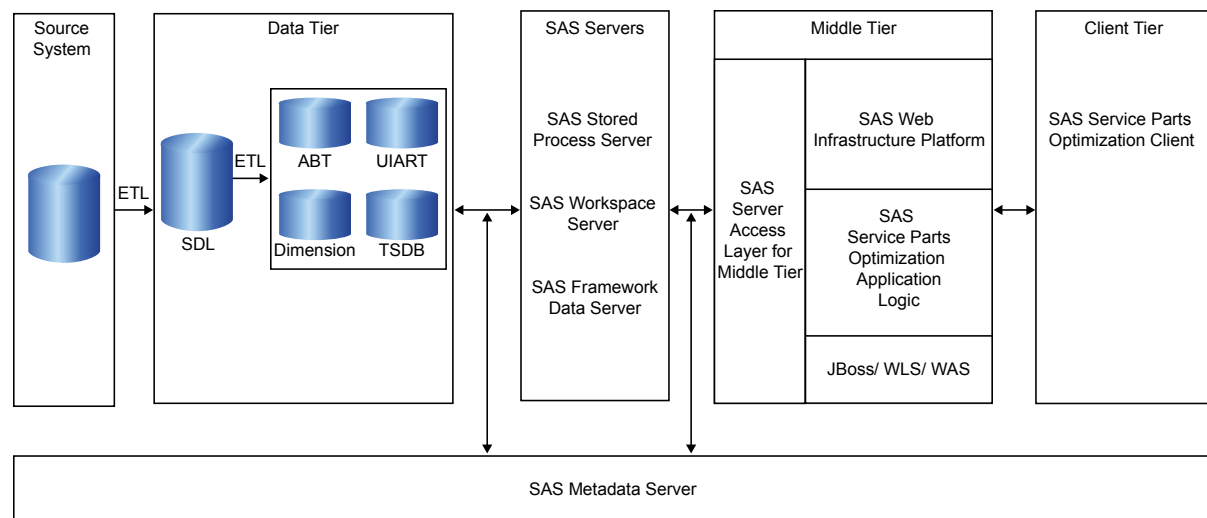 Source
System
ETL
Data Tier
SDL
ETL
ABT
UIART
Dimension
TSDB
SAS Servers
SAS Stored
Process Server
SAS Workspace
Server
SAS Framework
Data Server
Middle Tier
SAS
Server
Access
Layer for
Middle Tier
SAS Web
Infrastructure Platform
SAS
Service Parts
Optimization
Application
Logic
JBoss/ WLS/ WAS
Client Tier
SAS Service Parts
Optimization Client
SAS Metadata Server